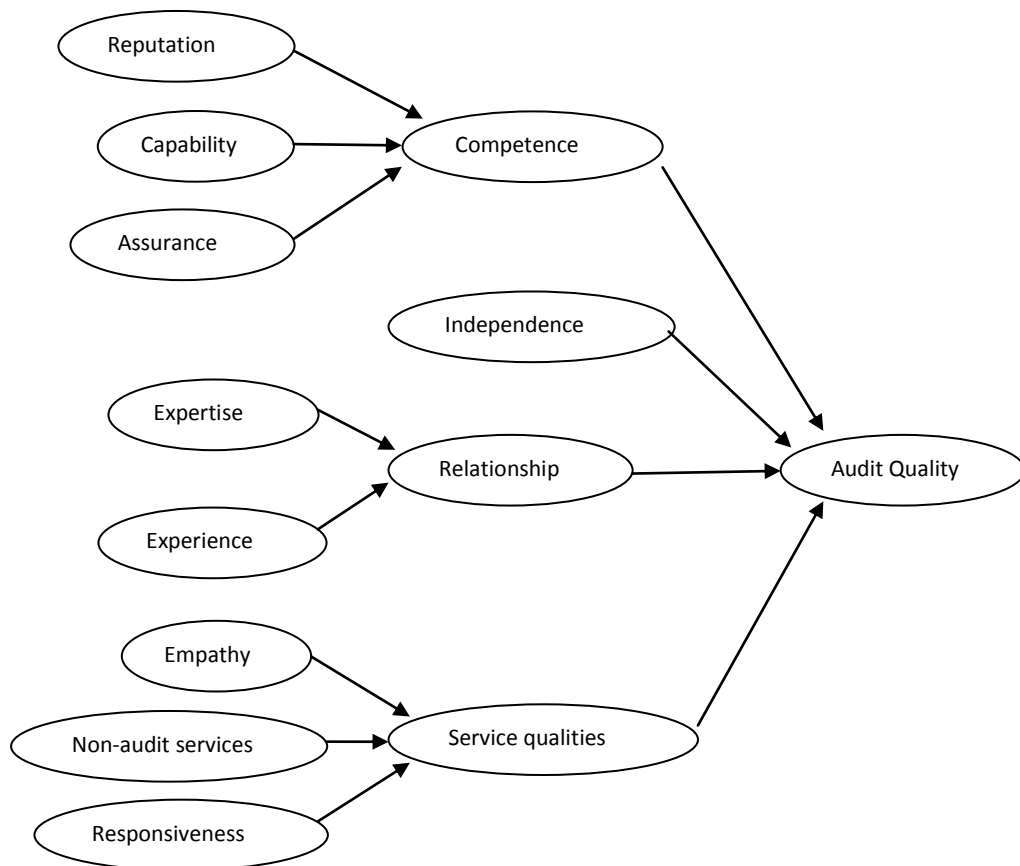 Reputation
Capability
Competence
Assurance
Independence
Expertise
Relationship
Audit Quality
Experience
Empathy
Non-audit services
Service qualities
Responsiveness